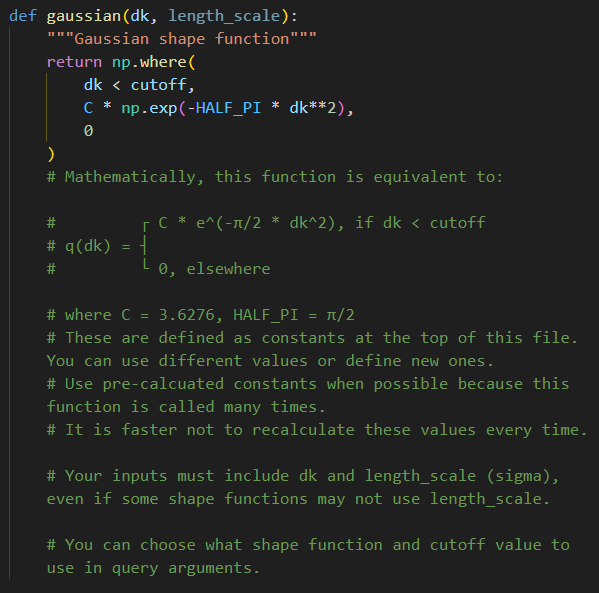 def gaussian(dk, length_scale):
    """Gaussian shape function"""
    return np.where(
        dk < cutoff,
        C * np.exp(-HALF_PI * dk**2),
        0
    )
    # Mathematically, this function is equivalent to:
    #         ┌ C * e^(-π/2 * dk^2), if dk < cutoff
    # q(dk) = ┤
    #         └ 0, elsewhere
    # where C = 3.6276, HALF_PI = π/2
    # These are defined as constants at the top of this file.
    You can use different values or define new ones.
    # Use pre-calcuated constants when possible because this
    function is called many times.
    # It is faster not to recalculate these values every time.
    # Your inputs must include dk and length_scale (sigma),
    even if some shape functions may not use length_scale.
    # You can choose what shape function and cutoff value to
    use in query arguments.